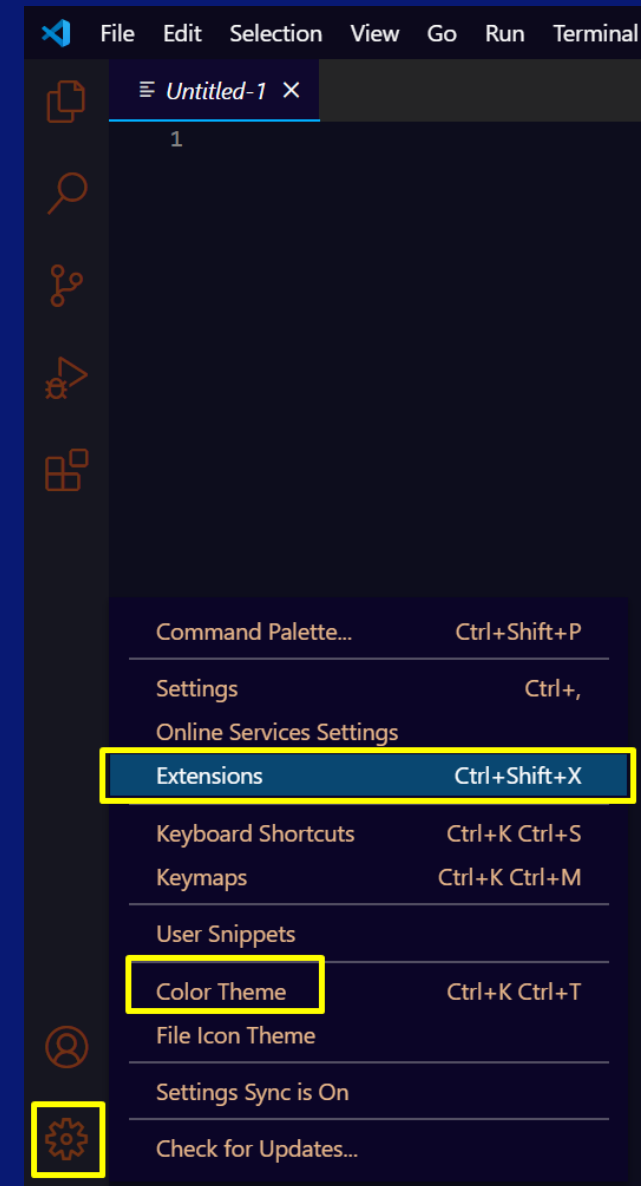 File Edit Selection View Go Run Terminal
Untitled-1
1
Command Palette... Ctrl+Shift+P
Settings Ctrl+,
Online Services Settings
Extensions Ctrl+Shift+X
Keyboard Shortcuts Ctrl+K Ctrl+S
Keymaps Ctrl+K Ctrl+M
User Snippets
Color Theme Ctrl+K Ctrl+T
File Icon Theme
Settings Sync is On
Check for Updates...